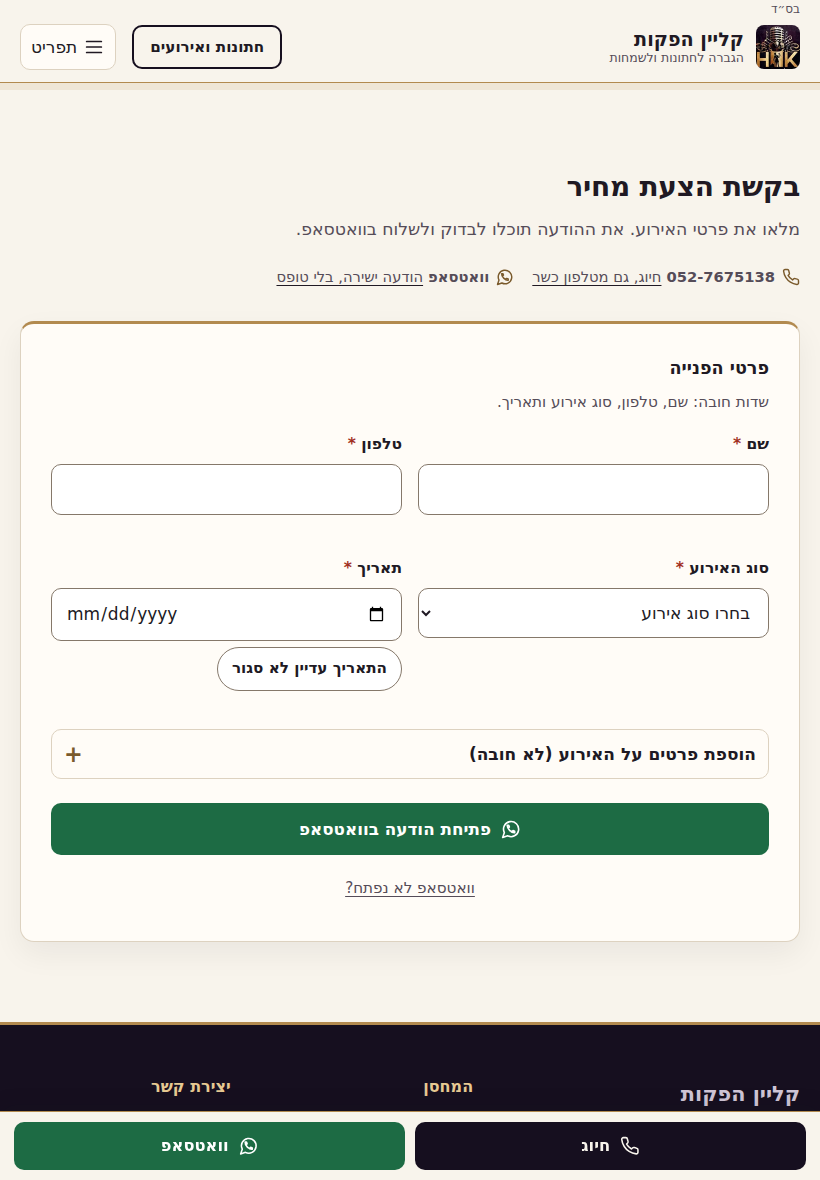 בס״ד
קליין הפקות
הגברה לחתונות ולשמחות
חתונות ואירועים
תפריט
בקשת הצעת מחיר
מלאו את פרטי האירוע. את ההודעה תוכלו לבדוק ולשלוח בוואטסאפ.
052-7675138 חיוג, גם מטלפון כשר
וואטסאפ הודעה ישירה, בלי טופס
פרטי הפנייה
שדות חובה: שם, טלפון, סוג אירוע ותאריך.
שם *
טלפון *
סוג האירוע *
תאריך *
בחרו סוג אירוע
mm/dd/yyyy
התאריך עדיין לא סגור
הוספת פרטים על האירוע (לא חובה)
+
פתיחת הודעה בוואטסאפ
וואטסאפ לא נפתח?
קליין הפקות
המחסן
יצירת קשר
חיוג
וואטסאפ